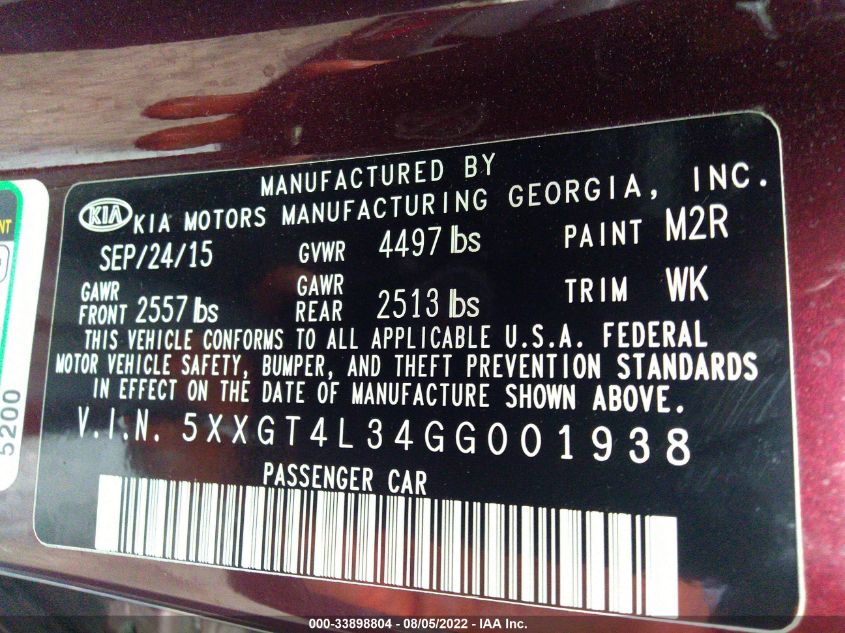 MANUFACTURED BY
KIA KIA MOTORS MANUFACTURING GEORGIA, INC.
SEP/24/15 GVWR 4497 lbs PAINT M2R
GAWR FRONT 2557 lbs GAWR REAR 2513 lbs TRIM WK
THIS VEHICLE CONFORMS TO ALL APPLICABLE U.S.A. FEDERAL
MOTOR VEHICLE SAFETY, BUMPER, AND THEFT PREVENTION STANDARDS
IN EFFECT ON THE DATE OF MANUFACTURE SHOWN ABOVE.
V.I.N. 5XXGT4L34GG001938
PASSENGER CAR
5200
000-33898804 - 08/05/2022 - IAA Inc.